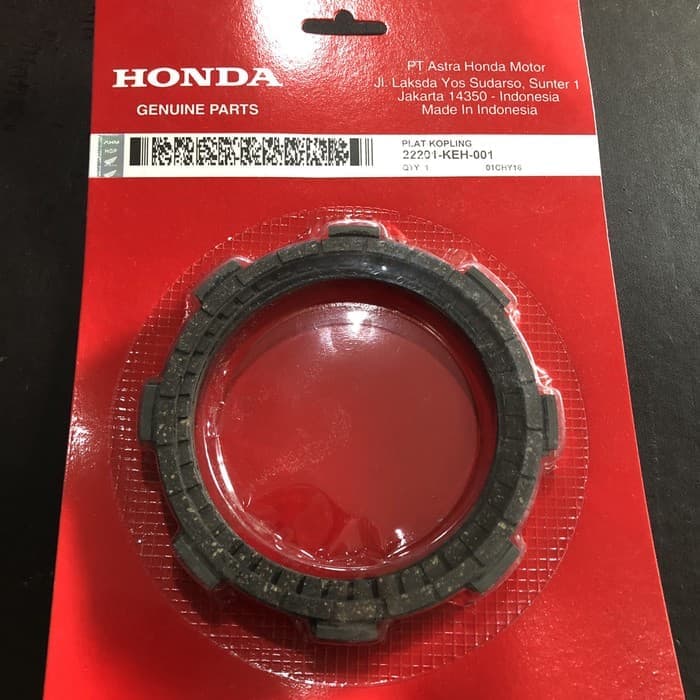 HONDA
GENUINE PARTS
PT Astra Honda Motor
Jl. Laksda Yos Sudarso, Sunter 1
Jakarta 14350 - Indonesia
Made In Indonesia
PLAT KOPLING
22201-KEH-001
QTY 1 01CHY16